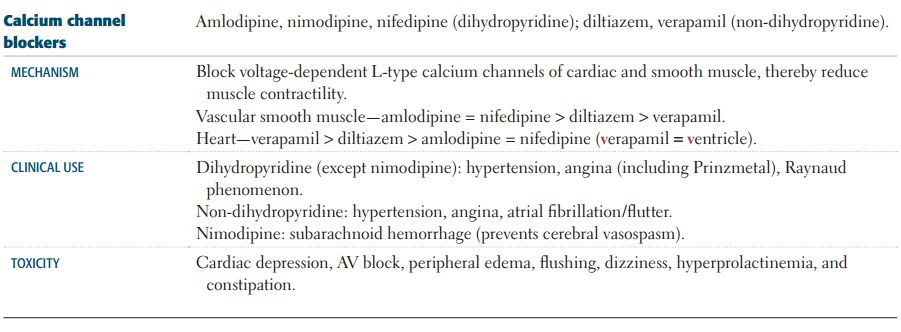 Calcium channel
blockers
Amlodipine, nimodipine, nifedipine (dihydropyridine); diltiazem, verapamil (non-dihydropyridine).
MECHANISM
Block voltage-dependent L-type calcium channels of cardiac and smooth muscle, thereby reduce
muscle contractility.
Vascular smooth muscle—amlodipine = nifedipine > diltiazem > verapamil.
Heart—verapamil > diltiazem > amlodipine = nifedipine (verapamil = ventricle).
CLINICAL USE
Dihydropyridine (except nimodipine): hypertension, angina (including Prinzmetal), Raynaud
phenomenon.
Non-dihydropyridine: hypertension, angina, atrial fibrillation/flutter.
Nimodipine: subarachnoid hemorrhage (prevents cerebral vasospasm).
TOXICITY
Cardiac depression, AV block, peripheral edema, flushing, dizziness, hyperprolactinemia, and
constipation.